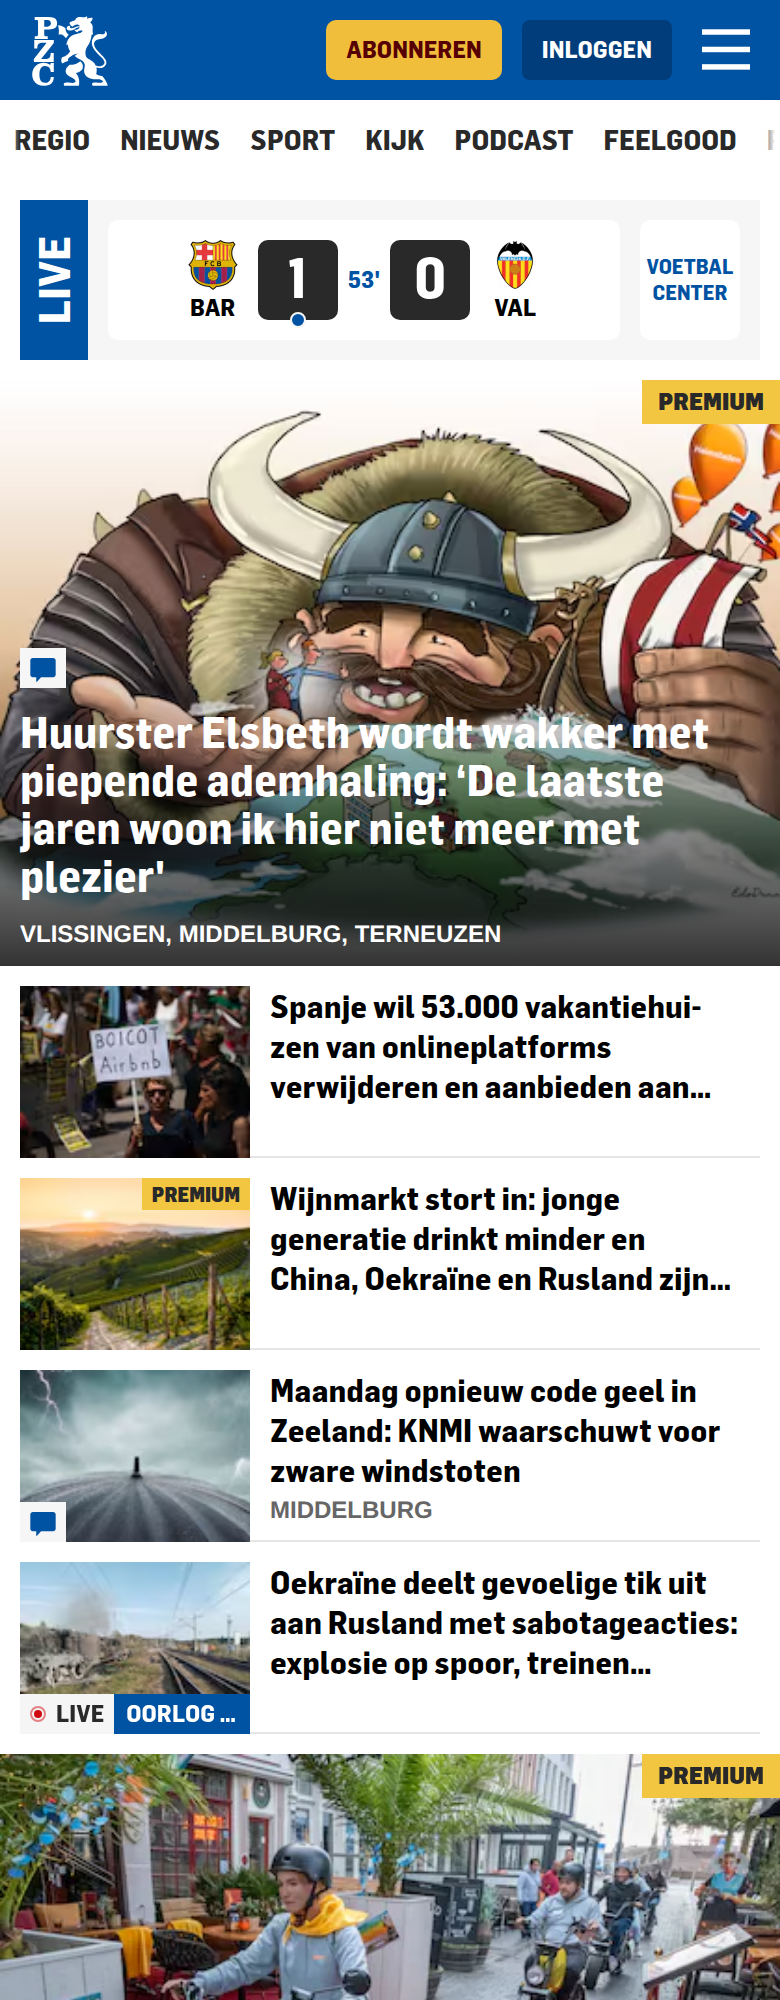 PZC
ABONNEREN
INLOGGEN
REGIO NIEUWS SPORT KIJK PODCAST FEELGOOD
LIVE
FCB
BAR
1
53'
0
VAL
VOETBAL
CENTER
PREMIUM
Huurster Elsbeth wordt wakker met
piepende ademhaling: ‘De laatste
jaren woon ik hier niet meer met
plezier'
VLISSINGEN, MIDDELBURG, TERNEUZEN
BOICOT
Airbnb
Spanje wil 53.000 vakantiehui-
zen van onlineplatforms
verwijderen en aanbieden aan...
PREMIUM
Wijnmarkt stort in: jonge
generatie drinkt minder en
China, Oekraïne en Rusland zijn...
Maandag opnieuw code geel in
Zeeland: KNMI waarschuwt voor
zware windstoten
MIDDELBURG
Oekraïne deelt gevoelige tik uit
aan Rusland met sabotageacties:
explosie op spoor, treinen...
LIVE
OORLOG ...
PREMIUM